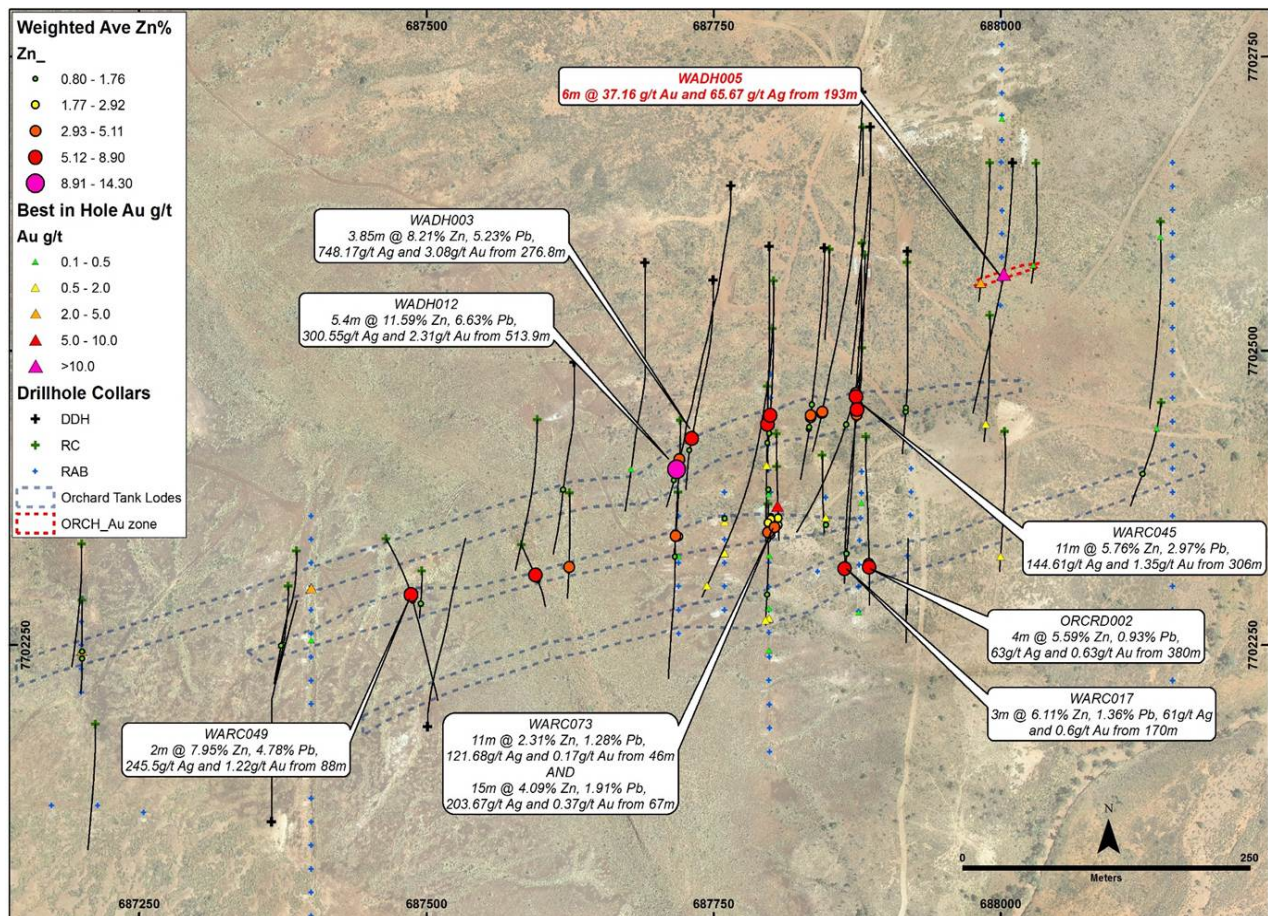 687500
687750
688000
Weighted Ave Zn%
Zn_
0.80 - 1.76
1.77 - 2.92
2.93 - 5.11
5.12 - 8.90
8.91 - 14.30
Best in Hole Au g/t
Au g/t
0.1 - 0.5
0.5 - 2.0
2.0 - 5.0
5.0 - 10.0
>10.0
Drillhole Collars
DDH
RC
RAB
Orchard Tank Lodes
ORCH_Au zone
7702750
WADH005
6m @ 37.16 g/t Au and 65.67 g/t Ag from 193m
WADH003
3.85m @ 8.21% Zn, 5.23% Pb,
748.17g/t Ag and 3.08g/t Au from 276.8m
WADH012
5.4m @ 11.59% Zn, 6.63% Pb,
300.55g/t Ag and 2.31g/t Au from 513.9m
7702500
WARC045
11m @ 5.76% Zn, 2.97% Pb,
144.61g/t Ag and 1.35g/t Au from 306m
ORCRD002
4m @ 5.59% Zn, 0.93% Pb,
63g/t Ag and 0.63g/t Au from 380m
7702250
7702250
WARC017
3m @ 6.11% Zn, 1.36% Pb, 61g/t Ag
and 0.6g/t Au from 170m
WARC073
11m @ 2.31% Zn, 1.28% Pb,
121.68g/t Ag and 0.17g/t Au from 46m
AND
15m @ 4.09% Zn, 1.91% Pb,
203.67g/t Ag and 0.37g/t Au from 67m
WARC049
2m @ 7.95% Zn, 4.78% Pb,
245.5g/t Ag and 1.22g/t Au from 88m
N
0
250
Meters
687250
687500
687750
688000